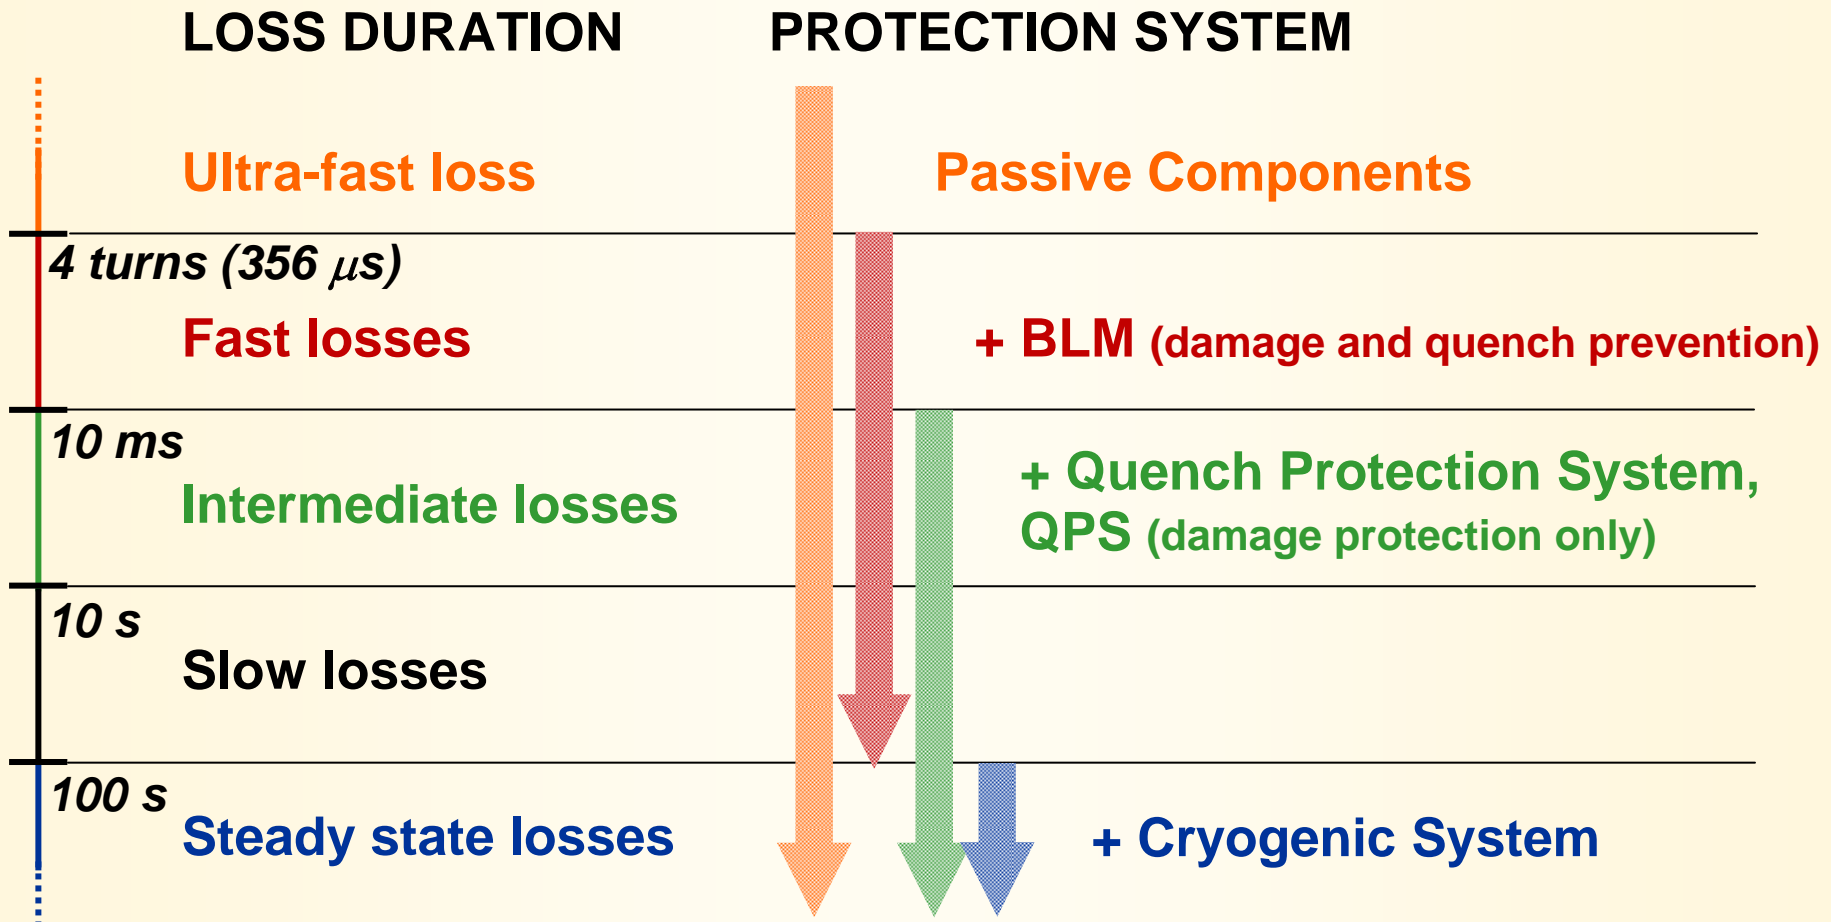 LOSS DURATION
PROTECTION SYSTEM
Ultra-fast loss
Passive Components
4 turns (356 μs)
Fast losses
+ BLM (damage and quench prevention)
10 ms
Intermediate losses
+ Quench Protection System,
QPS (damage protection only)
10 s
Slow losses
100 s
Steady state losses
+ Cryogenic System